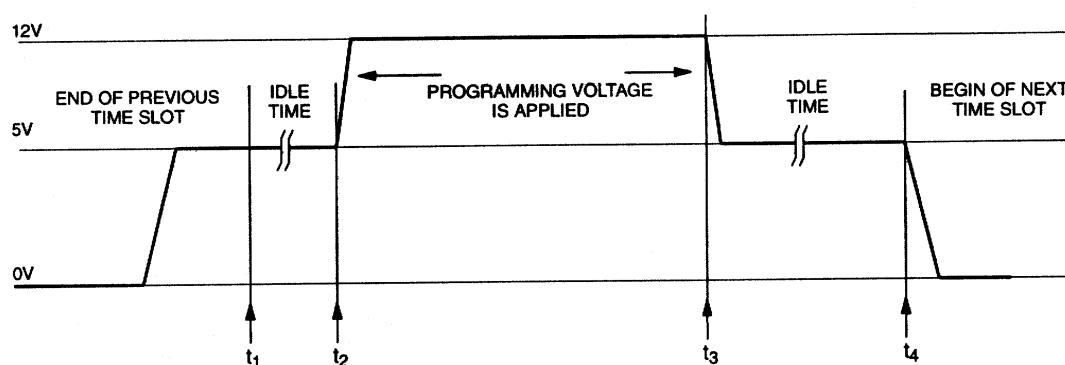 12V
END OF PREVIOUS
TIME SLOT
IDLE
TIME
PROGRAMMING VOLTAGE
IS APPLIED
IDLE
TIME
BEGIN OF NEXT
TIME SLOT
5V
0V
t1
t2
t3
t4